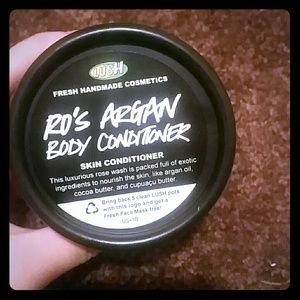 LUSH
FRESH HANDMADE COSMETICS
RO'S ARGAN
BODY CONDITIONER
SKIN CONDITIONER
This luxurious rose wash is packed full of exotic
ingredients to nourish the skin, like argan oil,
cocoa butter, and cupuaçu butter.
Bring back 5 clean LUSH pots
with this logo and get a
Fresh Face Mask free!
US-10